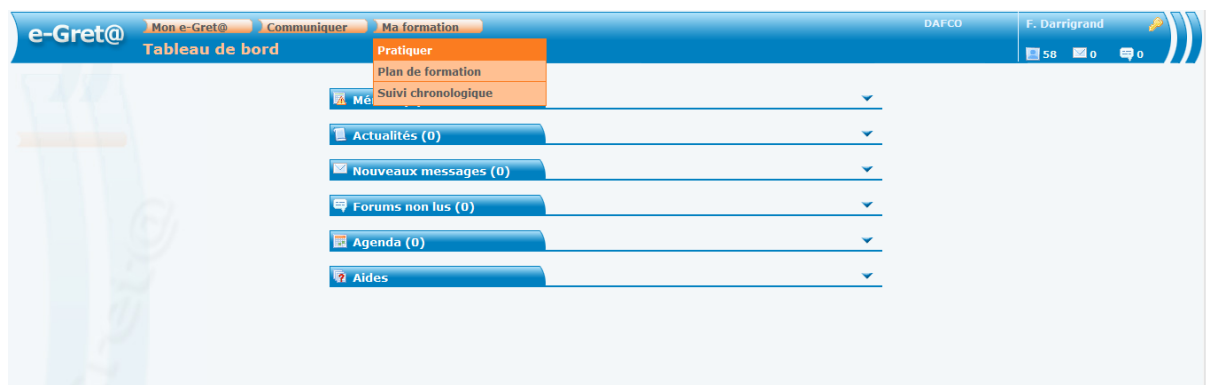 e-Gret@
Mon e-Gret@ Communiquer Ma formation
DAFCO
F. Darrigrand
Tableau de bord
58 0 0
Pratiquer
Plan de formation
Suivi chronologique
Actualités (0)
Nouveaux messages (0)
Forums non lus (0)
Agenda (0)
Aides